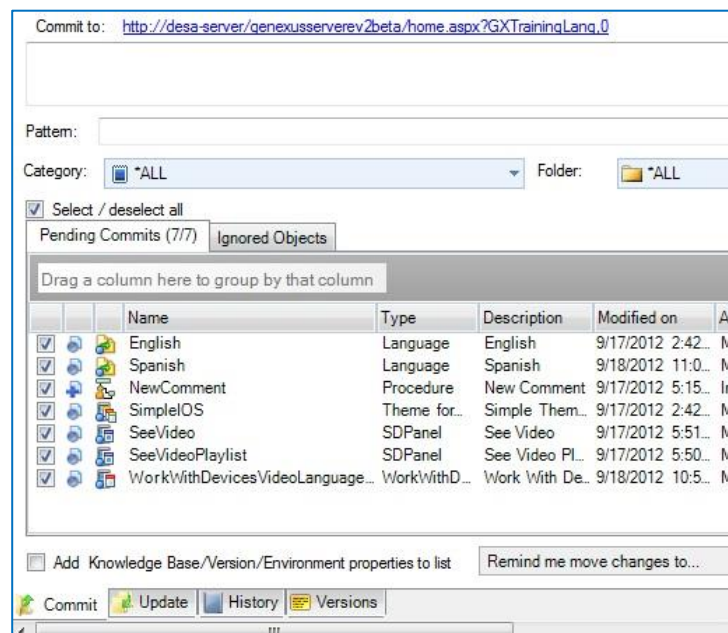 Commit to: http://desa-server/genexusserverev2beta/home.aspx?GXTrainingLang,0
Pattern:
Category: *ALL Folder: *ALL
Select / deselect all
Pending Commits (7/7) Ignored Objects
Drag a column here to group by that column
Name Type Description Modified on A
English Language English 9/17/2012 2:42... M
Spanish Language Spanish 9/18/2012 11:0... M
NewComment Procedure New Comment 9/17/2012 5:15... In
SimpleIOS Theme for... Simple Them... 9/17/2012 2:42... M
SeeVideo SDPanel See Video 9/17/2012 5:51... M
SeeVideoPlaylist SDPanel See Video Pl... 9/17/2012 5:50... M
WorkWithDevicesVideoLanguage... WorkWithD... Work With De... 9/18/2012 10:5... M
Add Knowledge Base/Version/Environment properties to list Remind me move changes to...
Commit Update History Versions